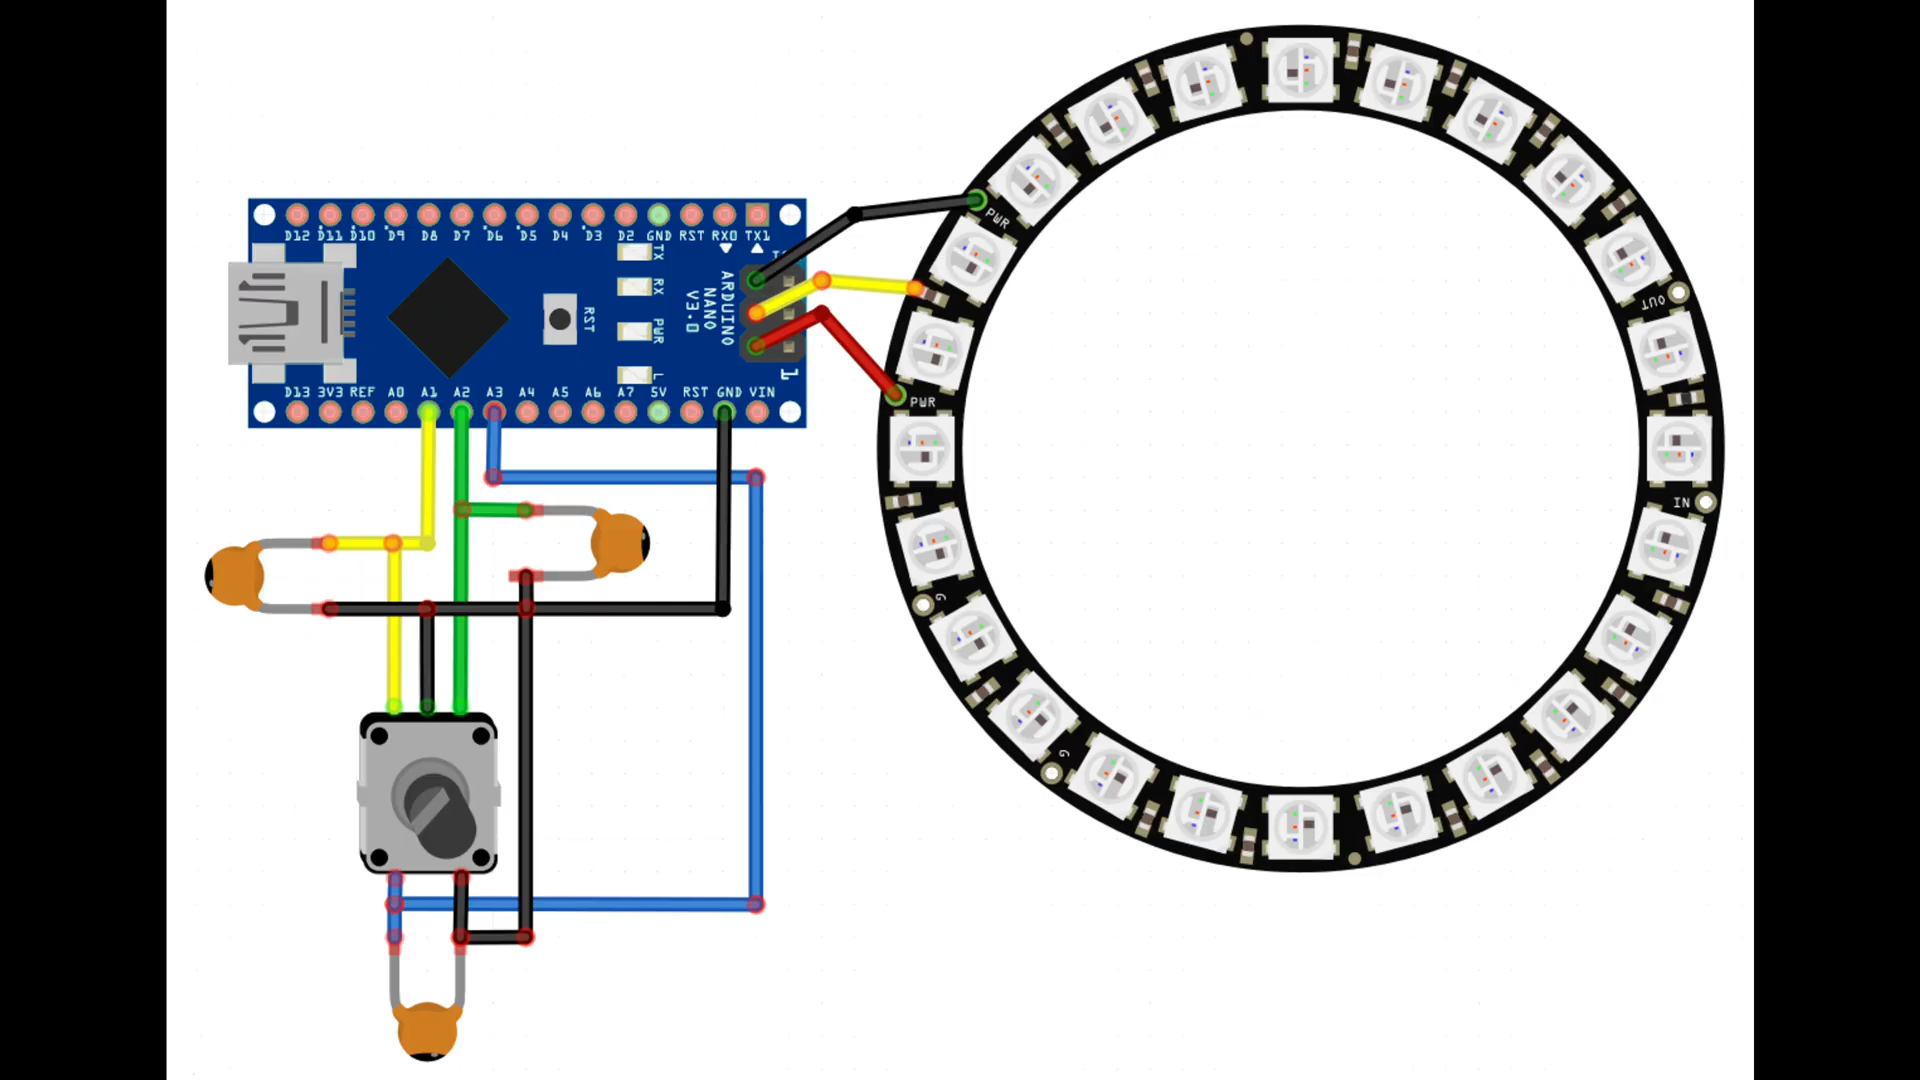 D12 D11 D10 D9 D8 D7 D6 D5 D4 D3 D2 GND RST RX0 TX1
TX
RX
PWR
L
RST
ARDUINO
NANO
V3.0
1
D13 3V3 REF A0 A1 A2 A3 A4 A5 A6 A7 5V RST GND VIN
PWR
PWR
OUT
IN
G
G